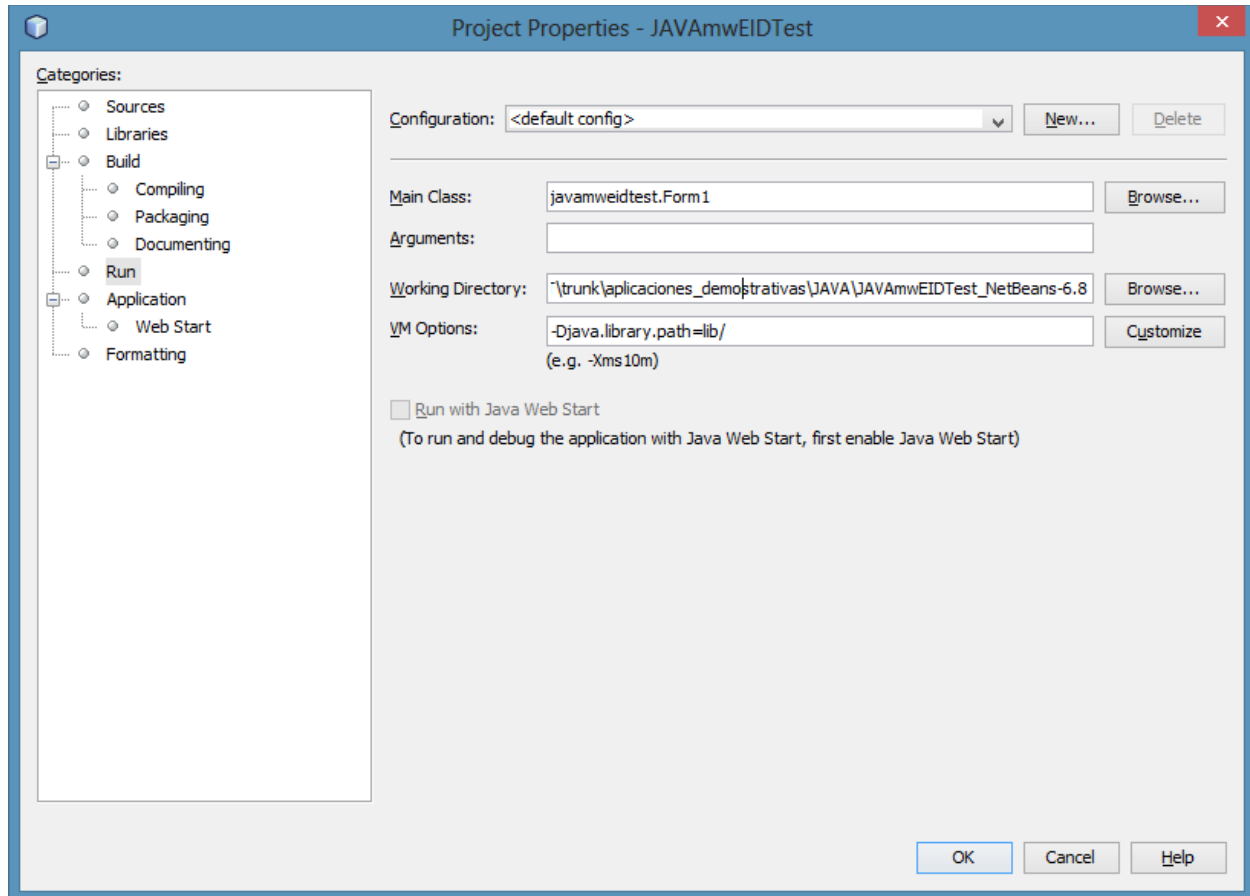 Project Properties - JAVAmwEIDTest
Categories:
Sources
Libraries
Build
Compiling
Packaging
Documenting
Run
Application
Web Start
Formatting
Configuration: <default config> New... Delete
Main Class: javamweidtest.Form1 Browse...
Arguments:
Working Directory: \trunk\aplicaciones_demostrativas\JAVA\JAVAmwEIDTest_NetBeans-6.8 Browse...
VM Options: -Djava.library.path=lib/ Customize
(e.g. -Xms10m)
Run with Java Web Start
(To run and debug the application with Java Web Start, first enable Java Web Start)
OK Cancel Help